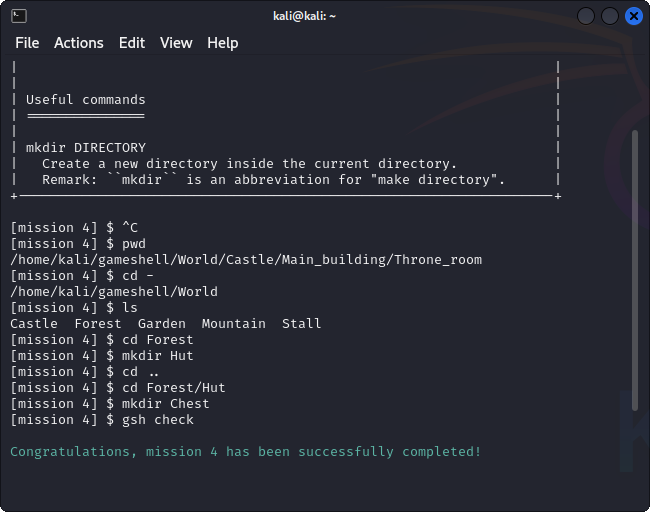 kali@kali: ~
File Actions Edit View Help
| |
| |
| Useful commands |
| =============== |
| |
| mkdir DIRECTORY |
| Create a new directory inside the current directory. |
| Remark: ``mkdir`` is an abbreviation for "make directory". |
+-------------------------------------------------------------------+
[mission 4] $ ^C
[mission 4] $ pwd
/home/kali/gameshell/World/Castle/Main_building/Throne_room
[mission 4] $ cd -
/home/kali/gameshell/World
[mission 4] $ ls
Castle Forest Garden Mountain Stall
[mission 4] $ cd Forest
[mission 4] $ mkdir Hut
[mission 4] $ cd ..
[mission 4] $ cd Forest/Hut
[mission 4] $ mkdir Chest
[mission 4] $ gsh check
Congratulations, mission 4 has been successfully completed!